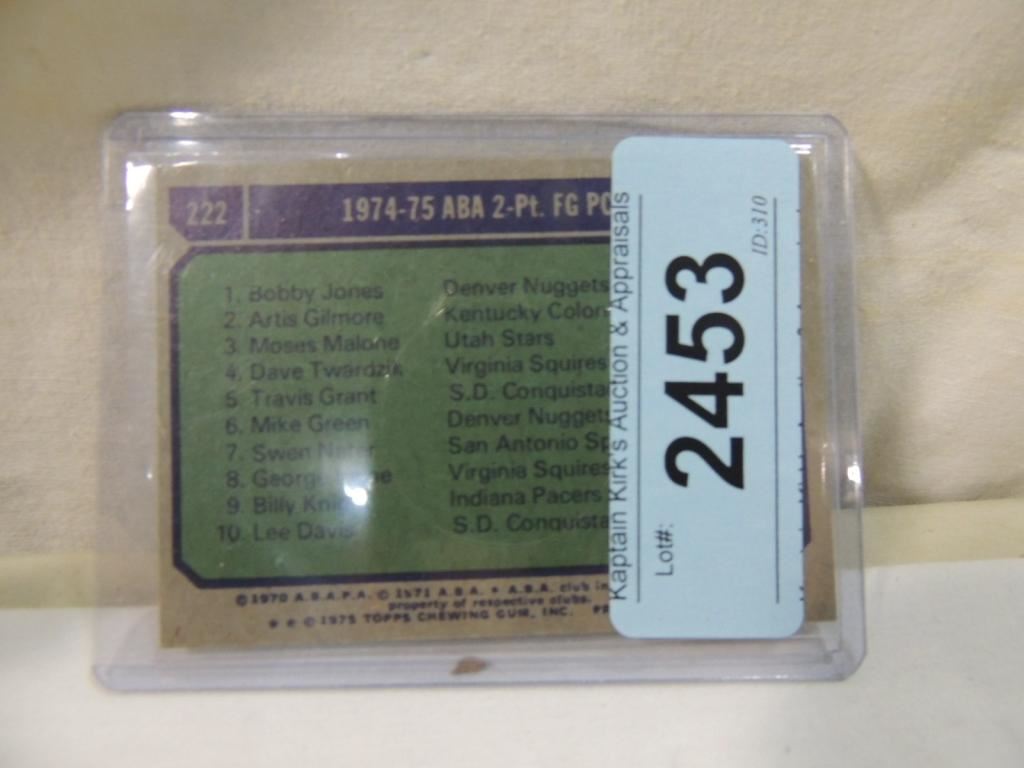 222
1974-75 ABA 2-Pt. FG
1. Bobby Jones Denver Nuggets
2. Artis Gilmore Kentucky Colon
3. Moses Malone Utah Stars
4. Dave Twardzik Virginia Squires
5. Travis Grant S.D. Conquista
6. Mike Green Denver Nuggets
7. Swen Nater San Antonio Sp
8. Virginia Squires
9. Billy Indiana Pacers
10. Lee Davis S.D. Conquista
© 1970 A.B.A.P.A. © 1971 A.B.A. • A.B.A. club in
property of respective clubs.
★ ★ © 1975 TOPPS CHEWING GUM, INC.
Kaptain Kirk's Auction & Appraisals
Lot#:
2453
ID:310